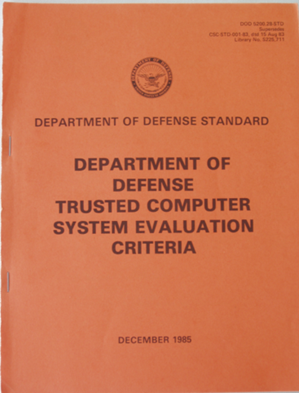 DOD 5200.28-STD
Supersedes
CSC-STD-001-83, dtd 15 Aug 83
Library No. S225,711
DEPARTMENT OF DEFENSE STANDARD
DEPARTMENT OF
DEFENSE
TRUSTED COMPUTER
SYSTEM EVALUATION
CRITERIA
DECEMBER 1985